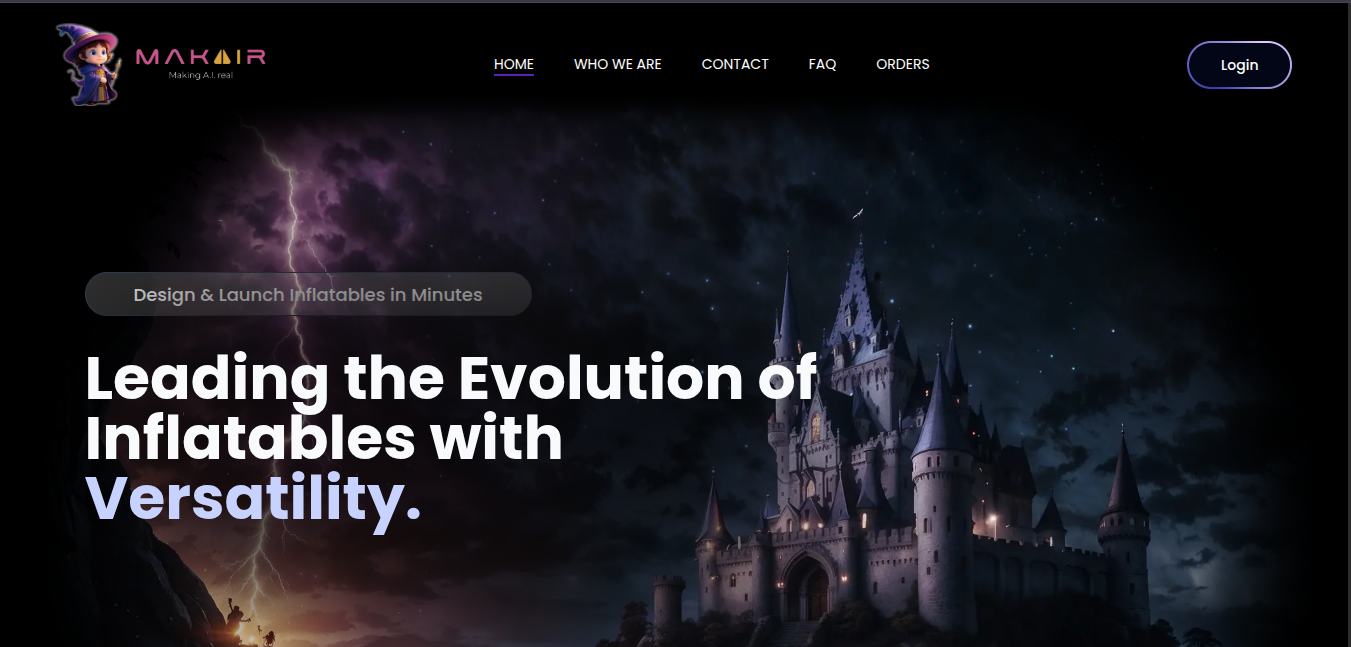 MAKAIR
Making A.I. real
HOME
WHO WE ARE
CONTACT
FAQ
ORDERS
Login
Design & Launch Inflatables in Minutes
Leading the Evolution of
Inflatables with
Versatility.